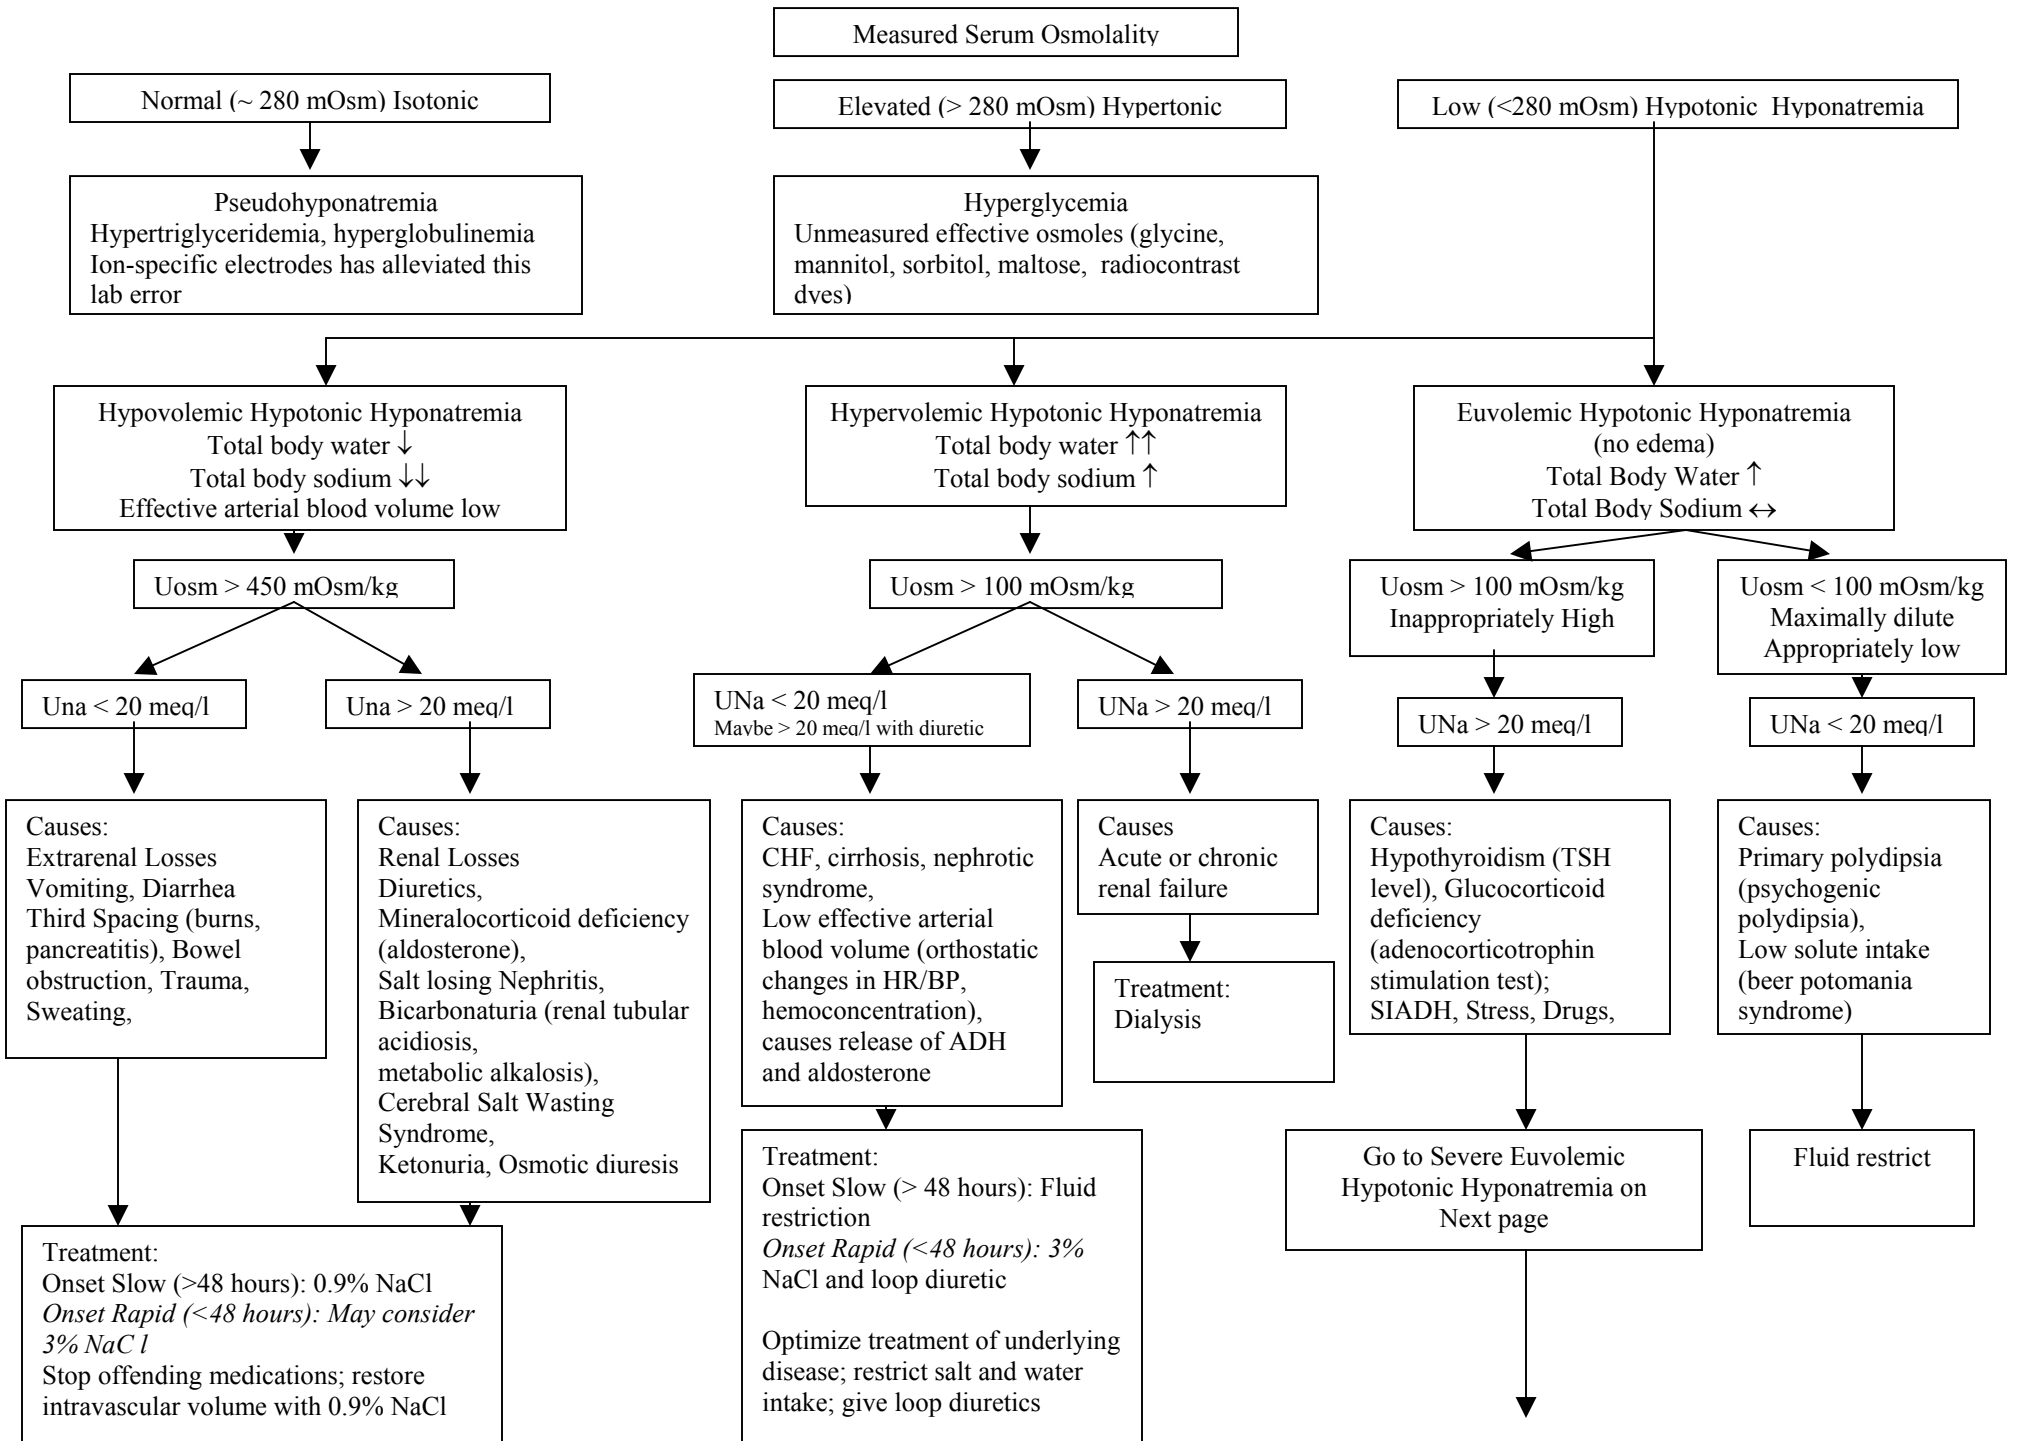 Measured Serum Osmolality
Normal (~ 280 mOsm) Isotonic
Elevated (> 280 mOsm) Hypertonic
Low (<280 mOsm) Hypotonic  Hyponatremia
Pseudohyponatremia
Hypertriglyceridemia, hyperglobulinemia
Ion-specific electrodes has alleviated this
lab error
Hyperglycemia
Unmeasured effective osmoles (glycine,
mannitol, sorbitol, maltose,  radiocontrast
dyes)
Hypovolemic Hypotonic Hyponatremia
Total body water ↓
Total body sodium ↓↓
Effective arterial blood volume low
Hypervolemic Hypotonic Hyponatremia
Total body water ↑↑
Total body sodium ↑
Euvolemic Hypotonic Hyponatremia
(no edema)
Total Body Water ↑
Total Body Sodium ↔
Uosm > 450 mOsm/kg
Uosm > 100 mOsm/kg
Uosm > 100 mOsm/kg
Inappropriately High
Uosm < 100 mOsm/kg
Maximally dilute
Appropriately low
Una < 20 meq/l
Una > 20 meq/l
UNa < 20 meq/l
Maybe > 20 meq/l with diuretic
UNa > 20 meq/l
UNa > 20 meq/l
UNa < 20 meq/l
Causes:
Extrarenal Losses
Vomiting, Diarrhea
Third Spacing (burns,
pancreatitis), Bowel
obstruction, Trauma,
Sweating,
Causes:
Renal Losses
Diuretics,
Mineralocorticoid deficiency
(aldosterone),
Salt losing Nephritis,
Bicarbonaturia (renal tubular
acidiosis,
metabolic alkalosis),
Cerebral Salt Wasting
Syndrome,
Ketonuria, Osmotic diuresis
Causes:
CHF, cirrhosis, nephrotic
syndrome,
Low effective arterial
blood volume (orthostatic
changes in HR/BP,
hemoconcentration),
causes release of ADH
and aldosterone
Causes
Acute or chronic
renal failure
Treatment:
Dialysis
Causes:
Hypothyroidism (TSH
level), Glucocorticoid
deficiency
(adenocorticotrophin
stimulation test);
SIADH, Stress, Drugs,
Causes:
Primary polydipsia
(psychogenic
polydipsia),
Low solute intake
(beer potomania
syndrome)
Treatment:
Onset Slow (>48 hours): 0.9% NaCl
Onset Rapid (<48 hours): May consider
3% NaC l
Stop offending medications; restore
intravascular volume with 0.9% NaCl
Treatment:
Onset Slow (> 48 hours): Fluid
restriction
Onset Rapid (<48 hours): 3%
NaCl and loop diuretic
Optimize treatment of underlying
disease; restrict salt and water
intake; give loop diuretics
Go to Severe Euvolemic
Hypotonic Hyponatremia on
Next page
Fluid restrict